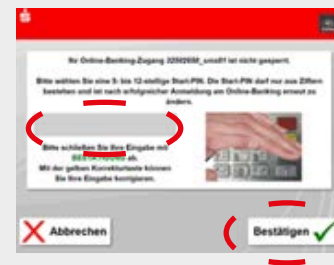 Ihr Online-Banking-Zugang 32502650_small1 ist nicht gesperrt.
Bitte wählen Sie eine 5- bis 12-stellige Start-PIN. Die Start-PIN darf nur aus Ziffern
bestehen und ist nach erfolgreicher Anmeldung am Online-Banking erneut zu
ändern.
Bitte schließen Sie Ihre Eingabe mit
BESTÄTIGUNG ab.
Mit der gelben Korrekturtaste können
Sie Ihre Eingabe korrigieren.
Abbrechen
Bestätigen